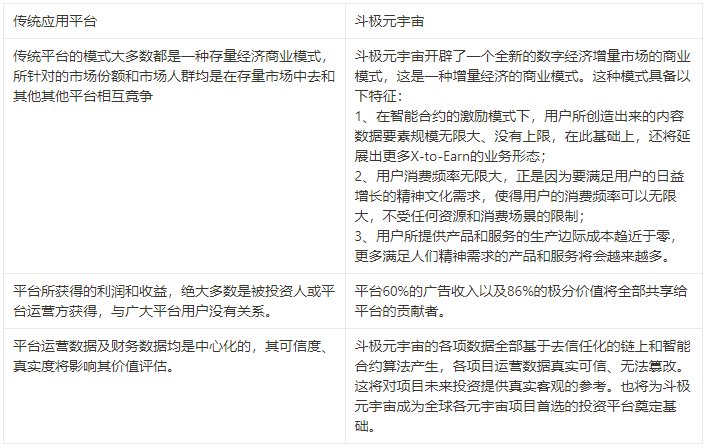 传统应用平台
斗极元宇宙
传统平台的模式大多数都是一种存量经济商业模式，
所针对的市场份额和市场人群均是在存量市场中去和
其他其他平台相互竞争
斗极元宇宙开辟了一个全新的数字经济增量市场的商业
模式，这是一种增量经济的商业模式。这种模式具备以
下特征：
1、在智能合约的激励模式下，用户所创造出来的内容
数据要素规模无限大、没有上限，在此基础上，还将延
展出更多X-to-Earn的业务形态；
2、用户消费频率无限大，正是因为要满足用户的日益
增长的精神文化需求，使得用户的消费频率可以无限
大，不受任何资源和消费场景的限制；
3、用户所提供产品和服务的生产边际成本趋近于零，
更多满足人们精神需求的产品和服务将会越来越多。
平台所获得的利润和收益，绝大多数是被投资人或平
台运营方获得，与广大平台用户没有关系。
平台60%的广告收入以及86%的极分价值将全部共享给
平台的贡献者。
平台运营数据及财务数据均是中心化的，其可信度、
真实度将影响其价值评估。
斗极元宇宙的各项数据全部基于去信任化的链上和智能
合约算法产生，各项目运营数据真实可信、无法篡改。
这将对项目未来投资提供真实客观的参考。也将为斗极
元宇宙成为全球各元宇宙项目首选的投资平台奠定基
础。